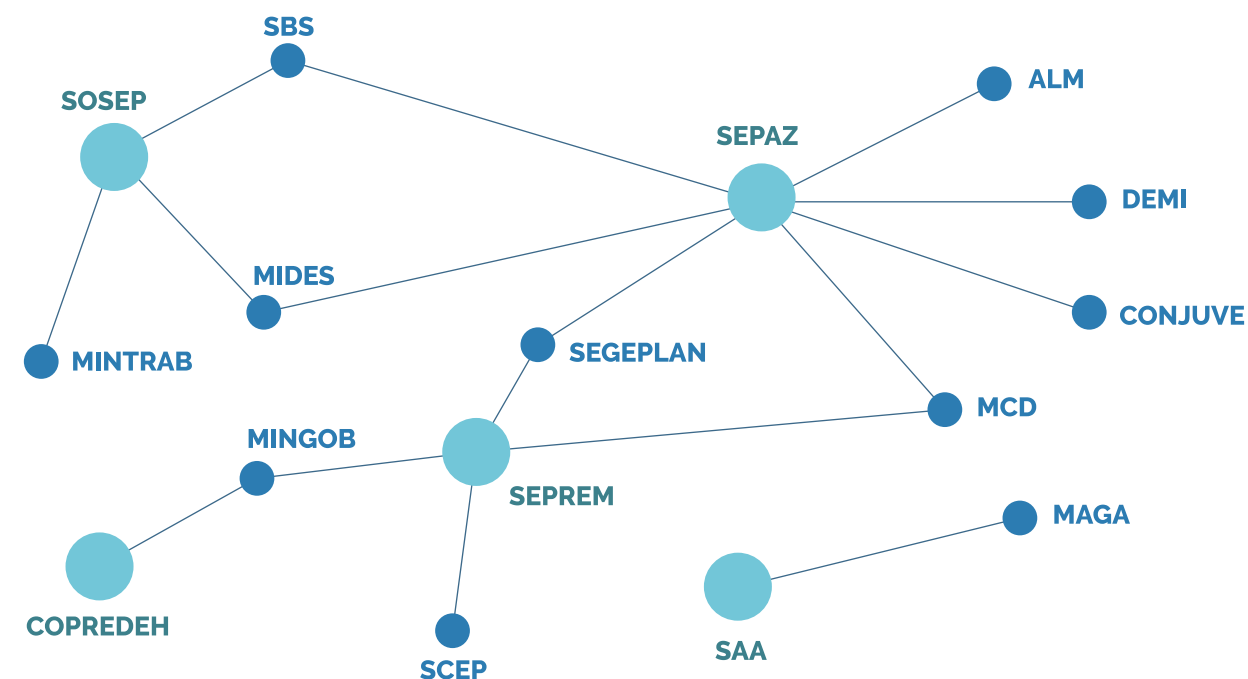 SBS
ALM
SOSEP
SEPAZ
DEMI
MIDES
CONJUVE
SEGEPLAN
MINTRAB
MCD
MINGOB
SEPREM
MAGA
COPREDEH
SAA
SCEP